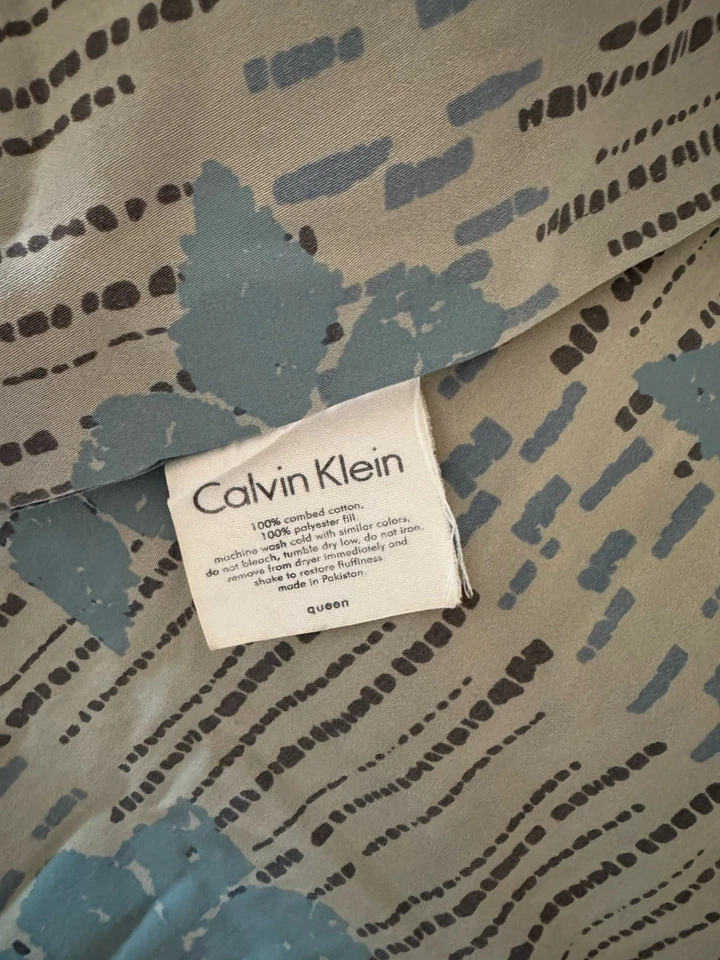 Calvin Klein
100% combed cotton,
100% polyester fill,
machine wash cold with similar colors,
do not bleach, tumble dry low, do not iron,
remove from dryer immediately and
shake to restore fluffiness
made in Pakistan.
queen